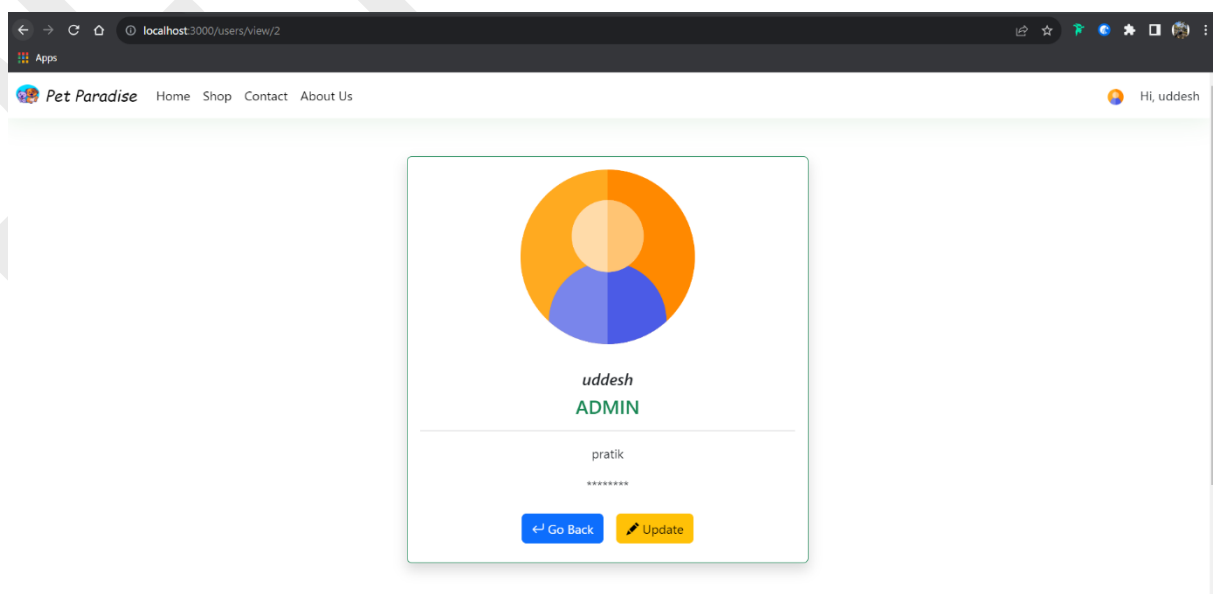 localhost:3000/users/view/2
Apps
Pet Paradise Home Shop Contact About Us Hi, uddesh
uddesh
ADMIN
pratik
********
Go Back Update